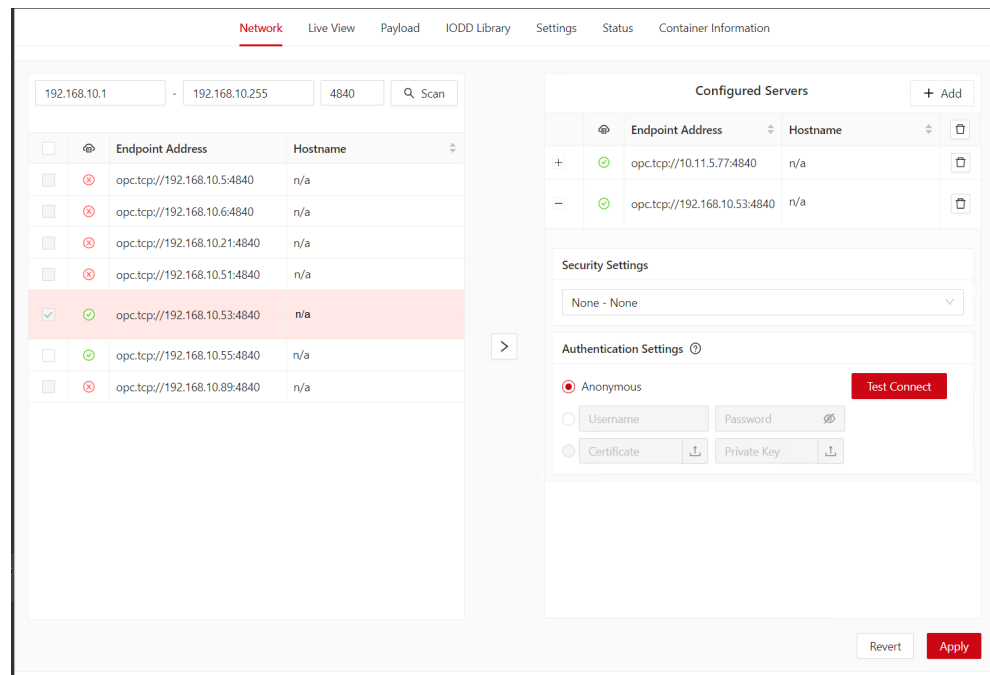 Network Live View Payload IODD Library Settings Status Container Information
192.168.10.1 - 192.168.10.255 4840 Scan
Endpoint Address Hostname
opc.tcp://192.168.10.5:4840 n/a
opc.tcp://192.168.10.6:4840 n/a
opc.tcp://192.168.10.21:4840 n/a
opc.tcp://192.168.10.51:4840 n/a
opc.tcp://192.168.10.53:4840 n/a
opc.tcp://192.168.10.55:4840 n/a
opc.tcp://192.168.10.89:4840 n/a
Configured Servers + Add
Endpoint Address Hostname
opc.tcp://10.11.5.77:4840 n/a
opc.tcp://192.168.10.53:4840 n/a
Security Settings
None - None
Authentication Settings
Anonymous Test Connect
Username Password
Certificate Private Key
Revert Apply